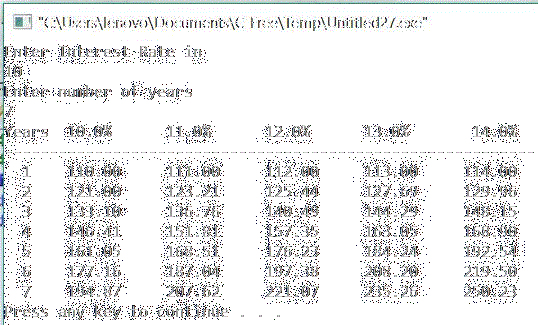 "C:\Users\lenovo\Documents\C-Free\Temp\Untitled27.exe"
Enter Interest Rate in
10
Enter number of years
7
Years 10.0% 11.0% 12.0% 13.0% 14.0%
1 110.00 111.00 112.00 113.00 114.00
2 121.00 123.21 125.44 127.69 129.96
3 133.10 136.76 140.49 144.29 148.15
4 146.41 151.81 157.35 163.05 168.90
5 161.05 168.51 176.23 184.24 192.54
6 177.16 187.04 197.38 208.20 219.50
7 194.87 207.62 221.07 235.26 250.23
Press any key to continue . . .